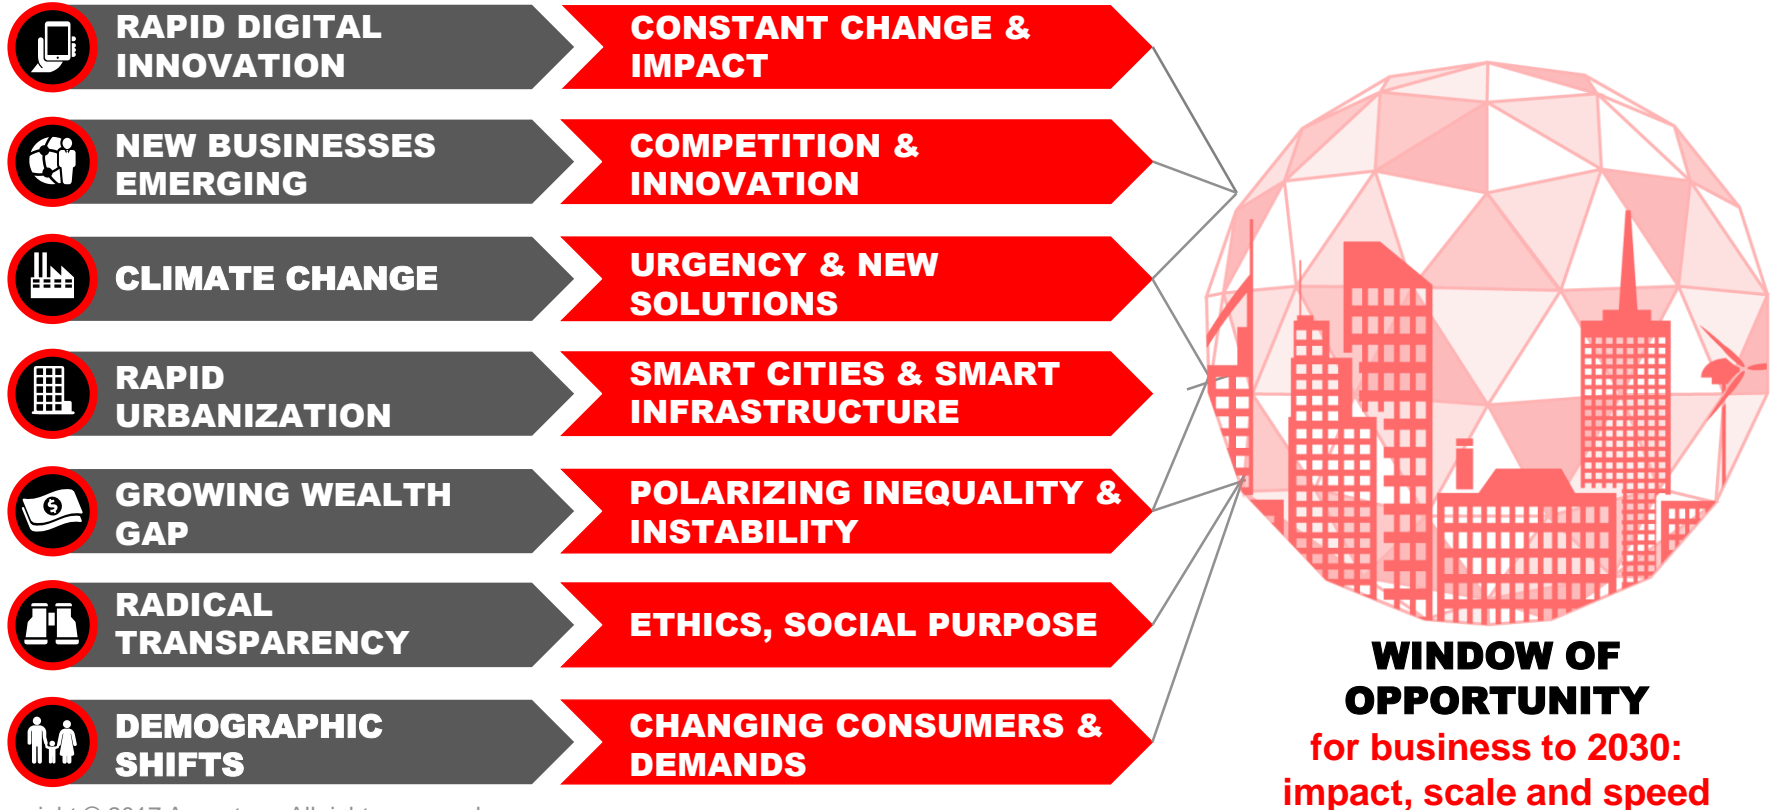 RAPID DIGITAL
INNOVATION
CONSTANT CHANGE &
IMPACT
NEW BUSINESSES
EMERGING
COMPETITION &
INNOVATION
CLIMATE CHANGE
URGENCY & NEW
SOLUTIONS
RAPID
URBANIZATION
SMART CITIES & SMART
INFRASTRUCTURE
GROWING WEALTH
GAP
POLARIZING INEQUALITY &
INSTABILITY
RADICAL
TRANSPARENCY
ETHICS, SOCIAL PURPOSE
DEMOGRAPHIC
SHIFTS
CHANGING CONSUMERS &
DEMANDS
WINDOW OF
OPPORTUNITY
for business to 2030:
impact, scale and speed
$
© 2017